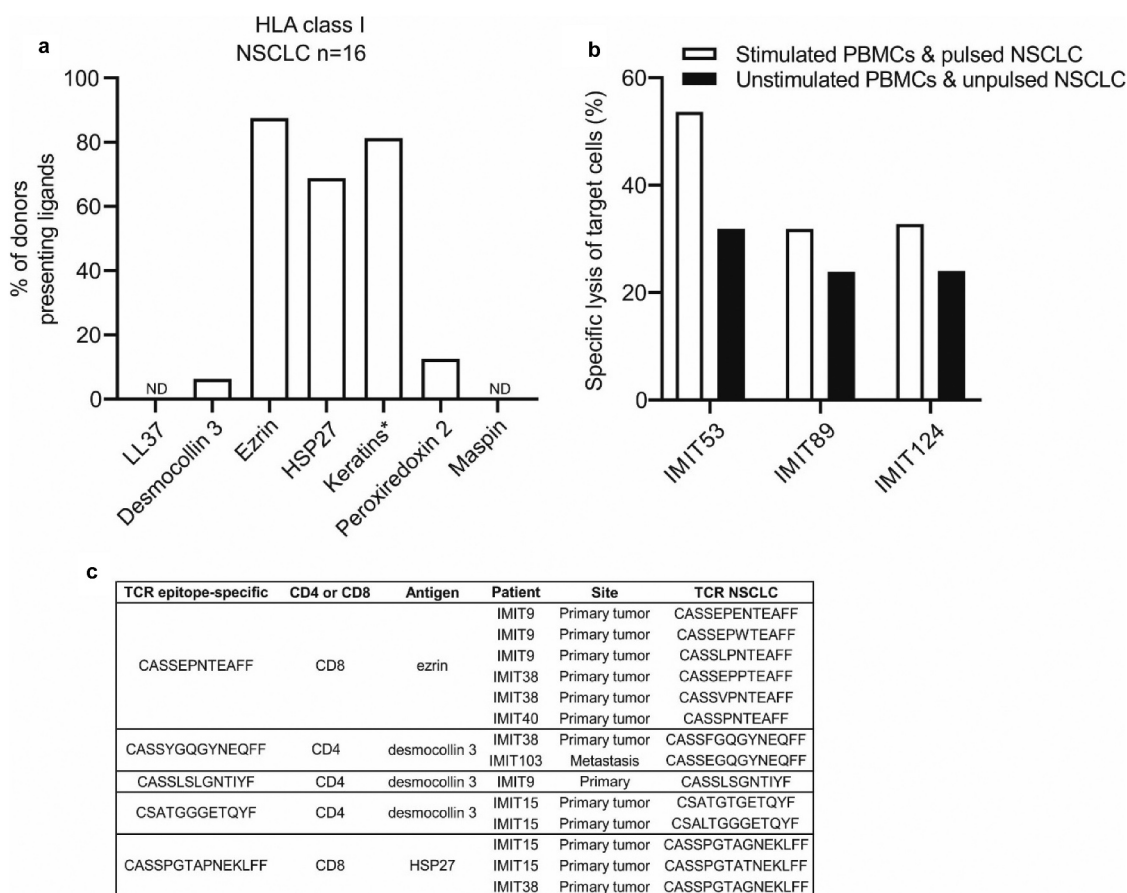 a
HLA class I
NSCLC n=16
% of donors
presenting ligands
100
80
60
40
20
0
ND
ND
LL37
Desmocollin 3
Ezrin
HSP27
Keratins*
Peroxiredoxin 2
Maspin
b
Stimulated PBMCs & pulsed NSCLC
Unstimulated PBMCs & unpulsed NSCLC
Specific lysis of target cells (%)
60
40
20
0
IMIT53
IMIT89
IMIT124
c
TCR epitope-specific CD4 or CD8 Antigen Patient Site TCR NSCLC
CASSEPNTEAFF CD8 ezrin
IMIT9 Primary tumor CASSEPENTEAFF
IMIT9 Primary tumor CASSEPWTEAFF
IMIT9 Primary tumor CASSLPNTEAFF
IMIT38 Primary tumor CASSEPPTEAFF
IMIT38 Primary tumor CASSVPNTEAFF
IMIT40 Primary tumor CASSPNTEAFF
CASSYGQGYNEQFF CD4 desmocollin 3
IMIT38 Primary tumor CASSFGQGYNEQFF
IMIT103 Metastasis CASSEGQGYNEQFF
CASSLSLGNTIYF CD4 desmocollin 3 IMIT9 Primary CASSLSGNTIYF
CSATGGGETQYF CD4 desmocollin 3
IMIT15 Primary tumor CSATGTGETQYF
IMIT15 Primary tumor CSALTGGGETQYF
CASSPGTAPNEKLFF CD8 HSP27
IMIT15 Primary tumor CASSPGTAGNEKLFF
IMIT15 Primary tumor CASSPGTATNEKLFF
IMIT38 Primary tumor CASSPGTAGNEKLFF